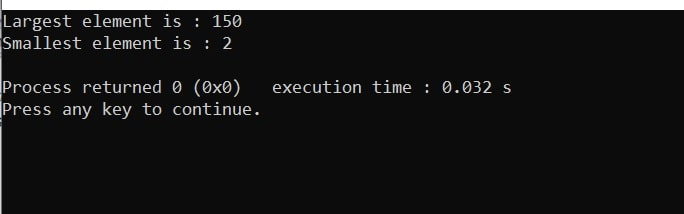 Largest element is : 150
Smallest element is : 2
Process returned 0 (0x0)   execution time : 0.032 s
Press any key to continue.